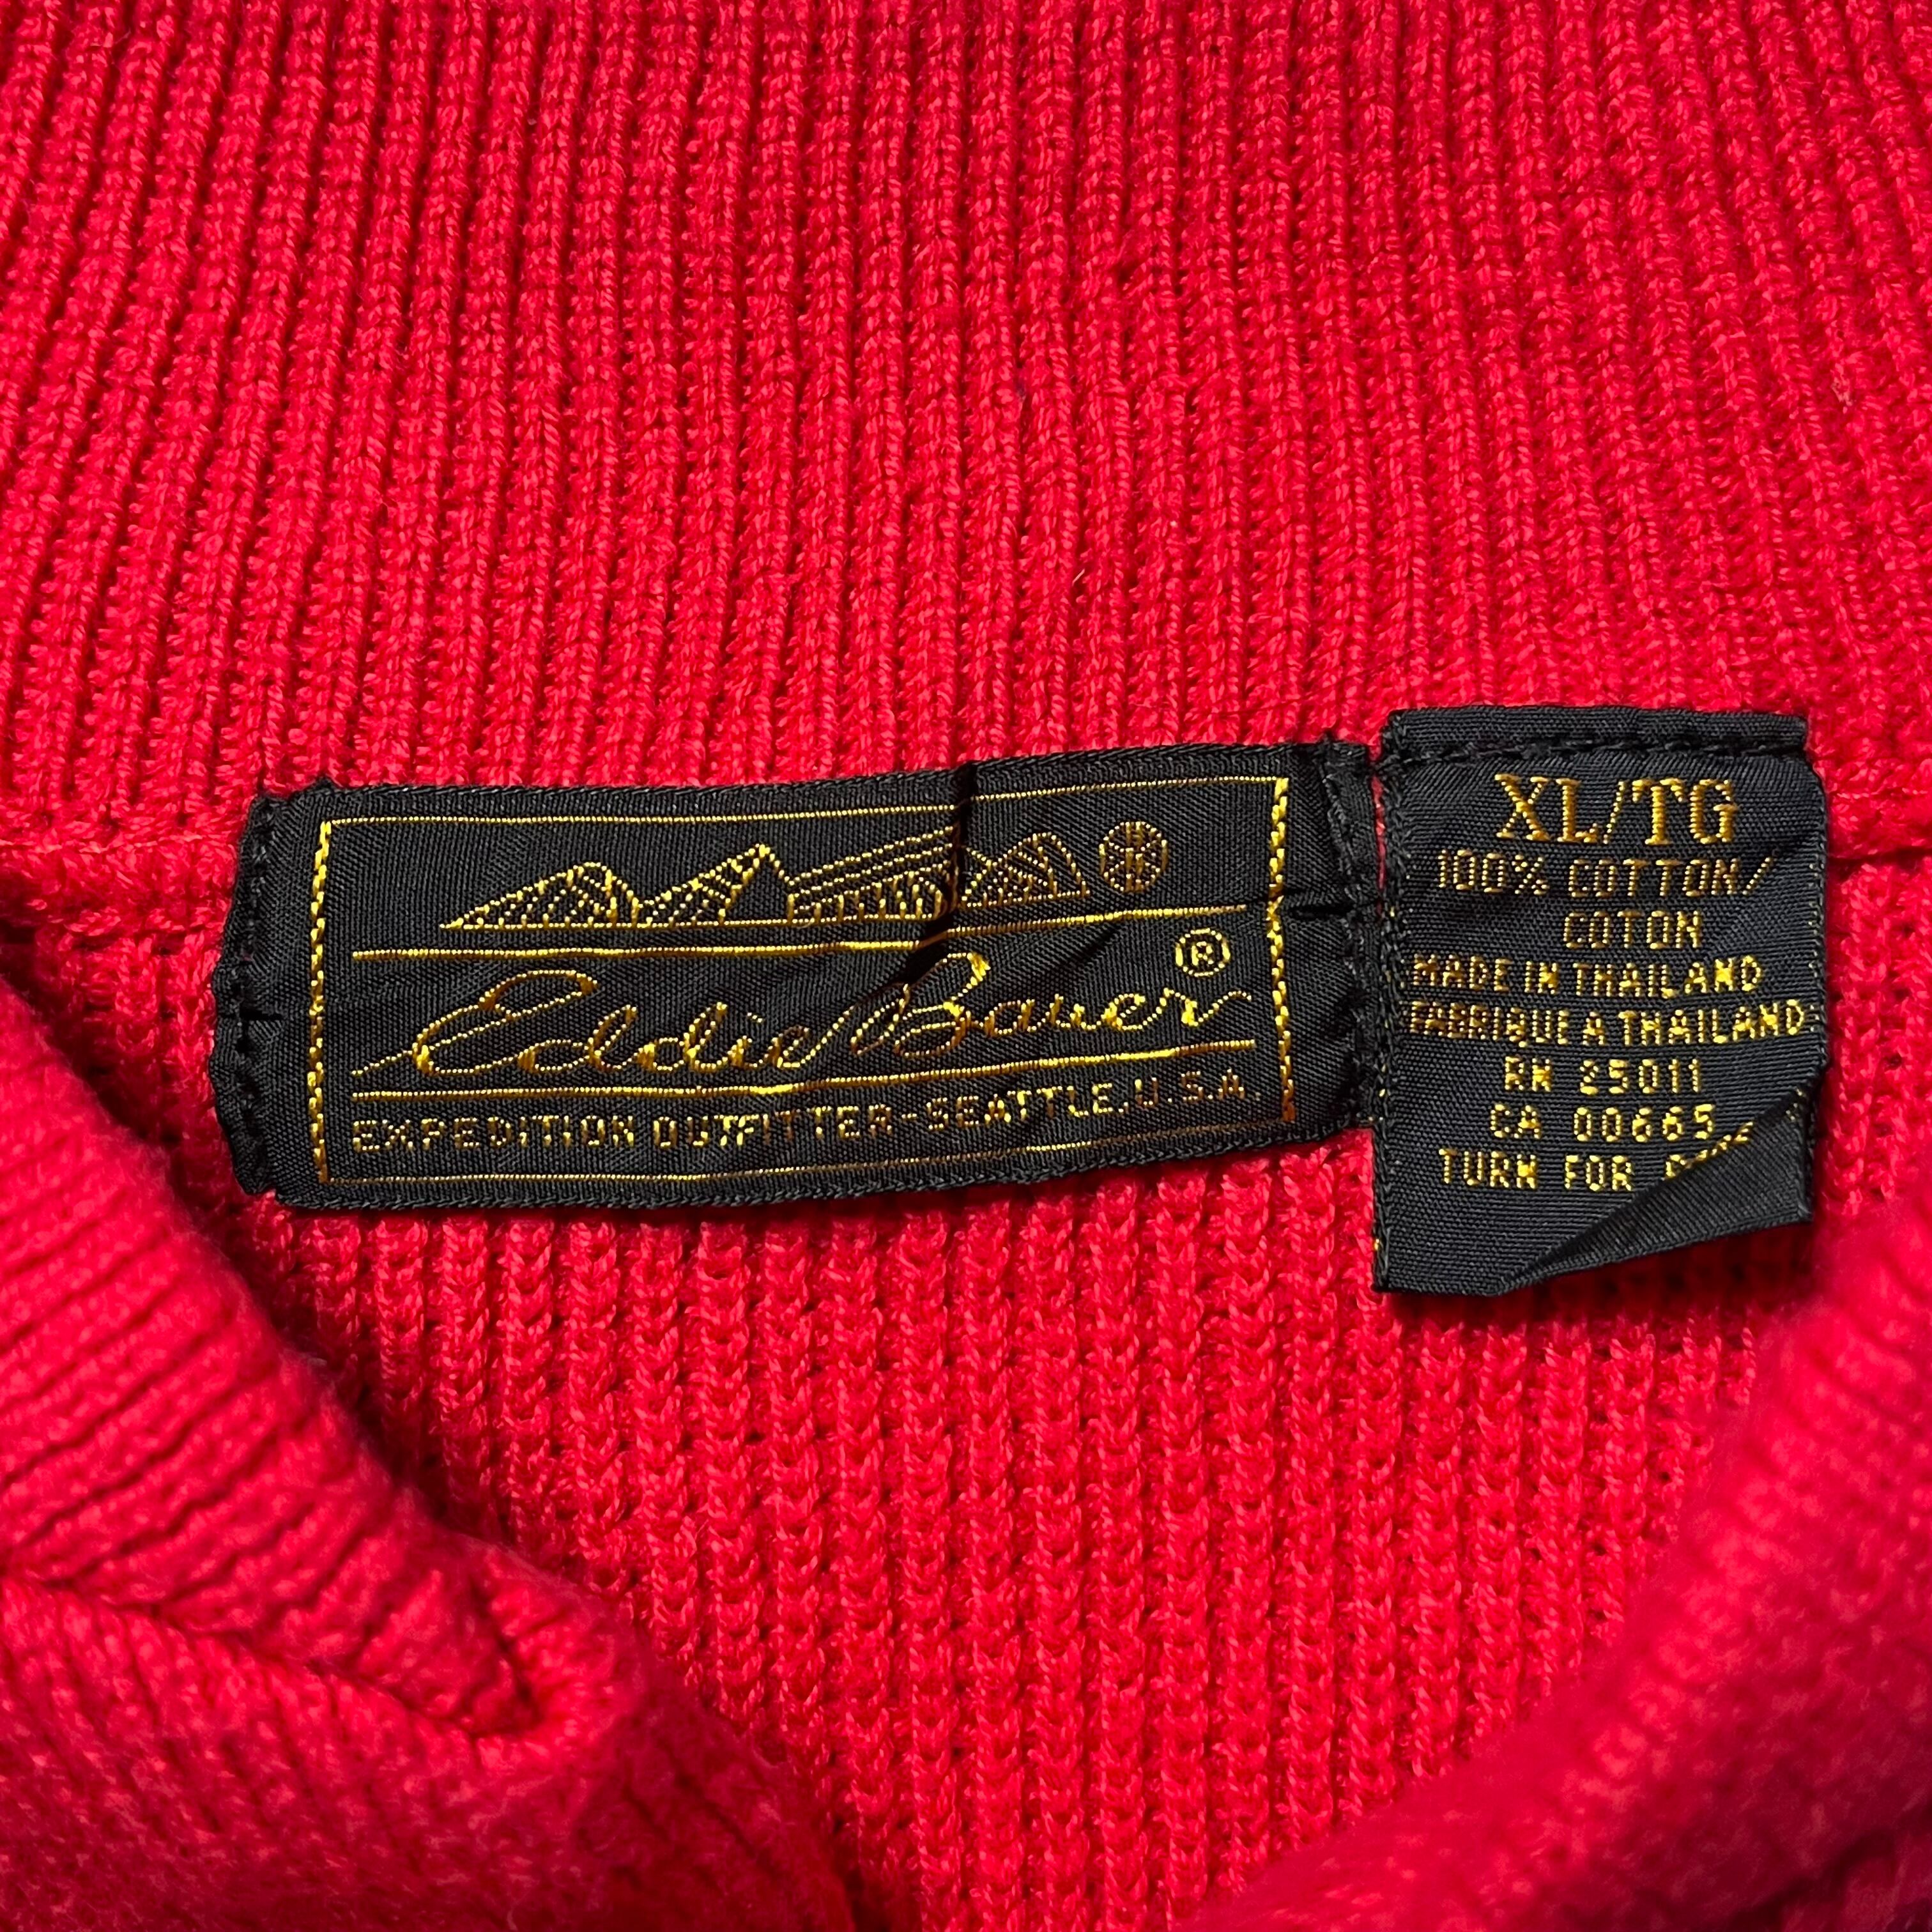 Eddie Bauer ®
EXPEDITION OUTFITTER-SEATTLE, U.S.A.
XL/TG
100% COTTON/
COTON
MADE IN THAILAND
FABRIQUE A THAILAND
RN 25011
CA 00665
TURN FOR